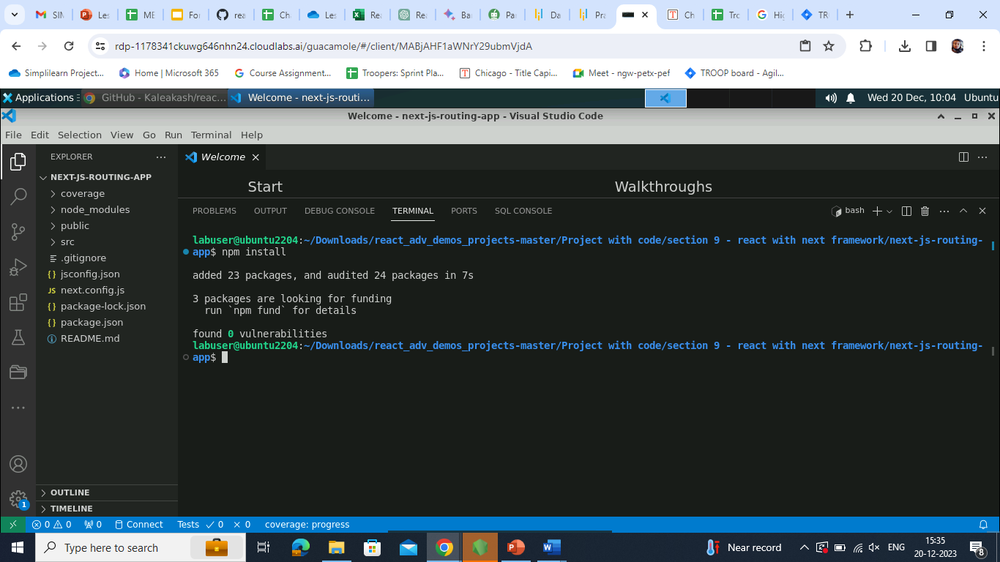 SIM
Les
ME
For
rea
Cha
Les
Rea
Rea
Ba
Pa
Da
Pra
Ch
Tro
Hig
TR
rdp-1178341ckuwg646nhn24.cloudlabs.ai/guacamole/#/client/MABjAHF1aWNrY29ubmVjdA
Simplilearn Project...
Home | Microsoft 365
Course Assignment...
Troopers: Sprint Pla...
Chicago - Title Capi...
Meet - ngw-petx-pef
TROOP board - Agil...
Applications
GitHub - Kaleakash/reac...
Welcome - next-js-routi...
Wed 20 Dec, 10:04 Ubuntu
Welcome - next-js-routing-app - Visual Studio Code
File Edit Selection View Go Run Terminal Help
EXPLORER
Welcome
NEXT-JS-ROUTING-APP
coverage
node_modules
public
src
.gitignore
jsconfig.json
next.config.js
package-lock.json
package.json
README.md
OUTLINE
TIMELINE
Start
Walkthroughs
PROBLEMS OUTPUT DEBUG CONSOLE TERMINAL PORTS SQL CONSOLE
bash
labuser@ubuntu2204:~/Downloads/react_adv_demos_projects-master/Project with code/section 9 - react with next framework/next-js-routing-
app$ npm install
added 23 packages, and audited 24 packages in 7s
3 packages are looking for funding
run `npm fund` for details
found 0 vulnerabilities
labuser@ubuntu2204:~/Downloads/react_adv_demos_projects-master/Project with code/section 9 - react with next framework/next-js-routing-
app$
1
0 0 0 Connect Tests 0 0 coverage: progress
Type here to search
Near record
ENG
15:35
20-12-2023
8